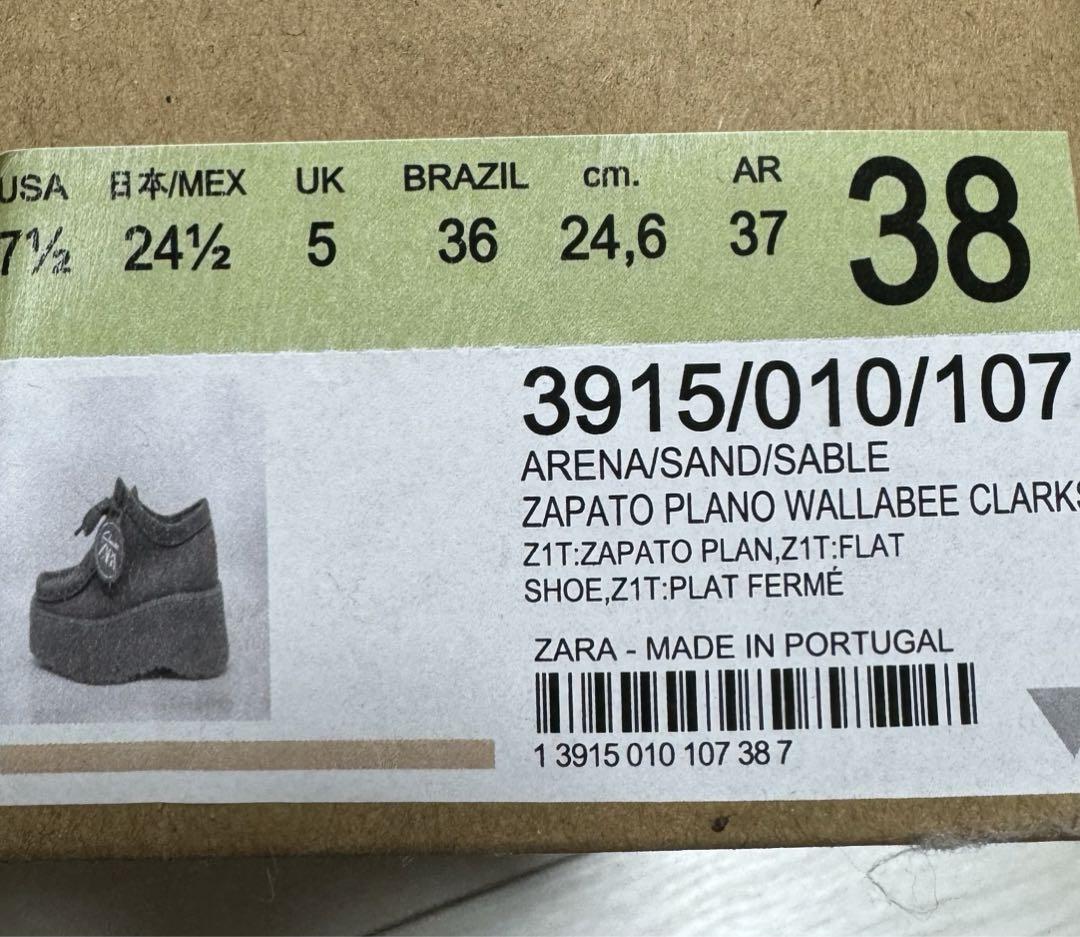 USA 日本/MEX UK BRAZIL cm. AR 38
7½ 24½ 5 36 24,6 37
3915/010/107
ARENA/SAND/SABLE
ZAPATO PLANO WALLABEE CLARKS
Z1T:ZAPATO PLAN,Z1T:FLAT
SHOE,Z1T:PLAT FERMÉ
ZARA - MADE IN PORTUGAL
1 3915 010 107 38 7